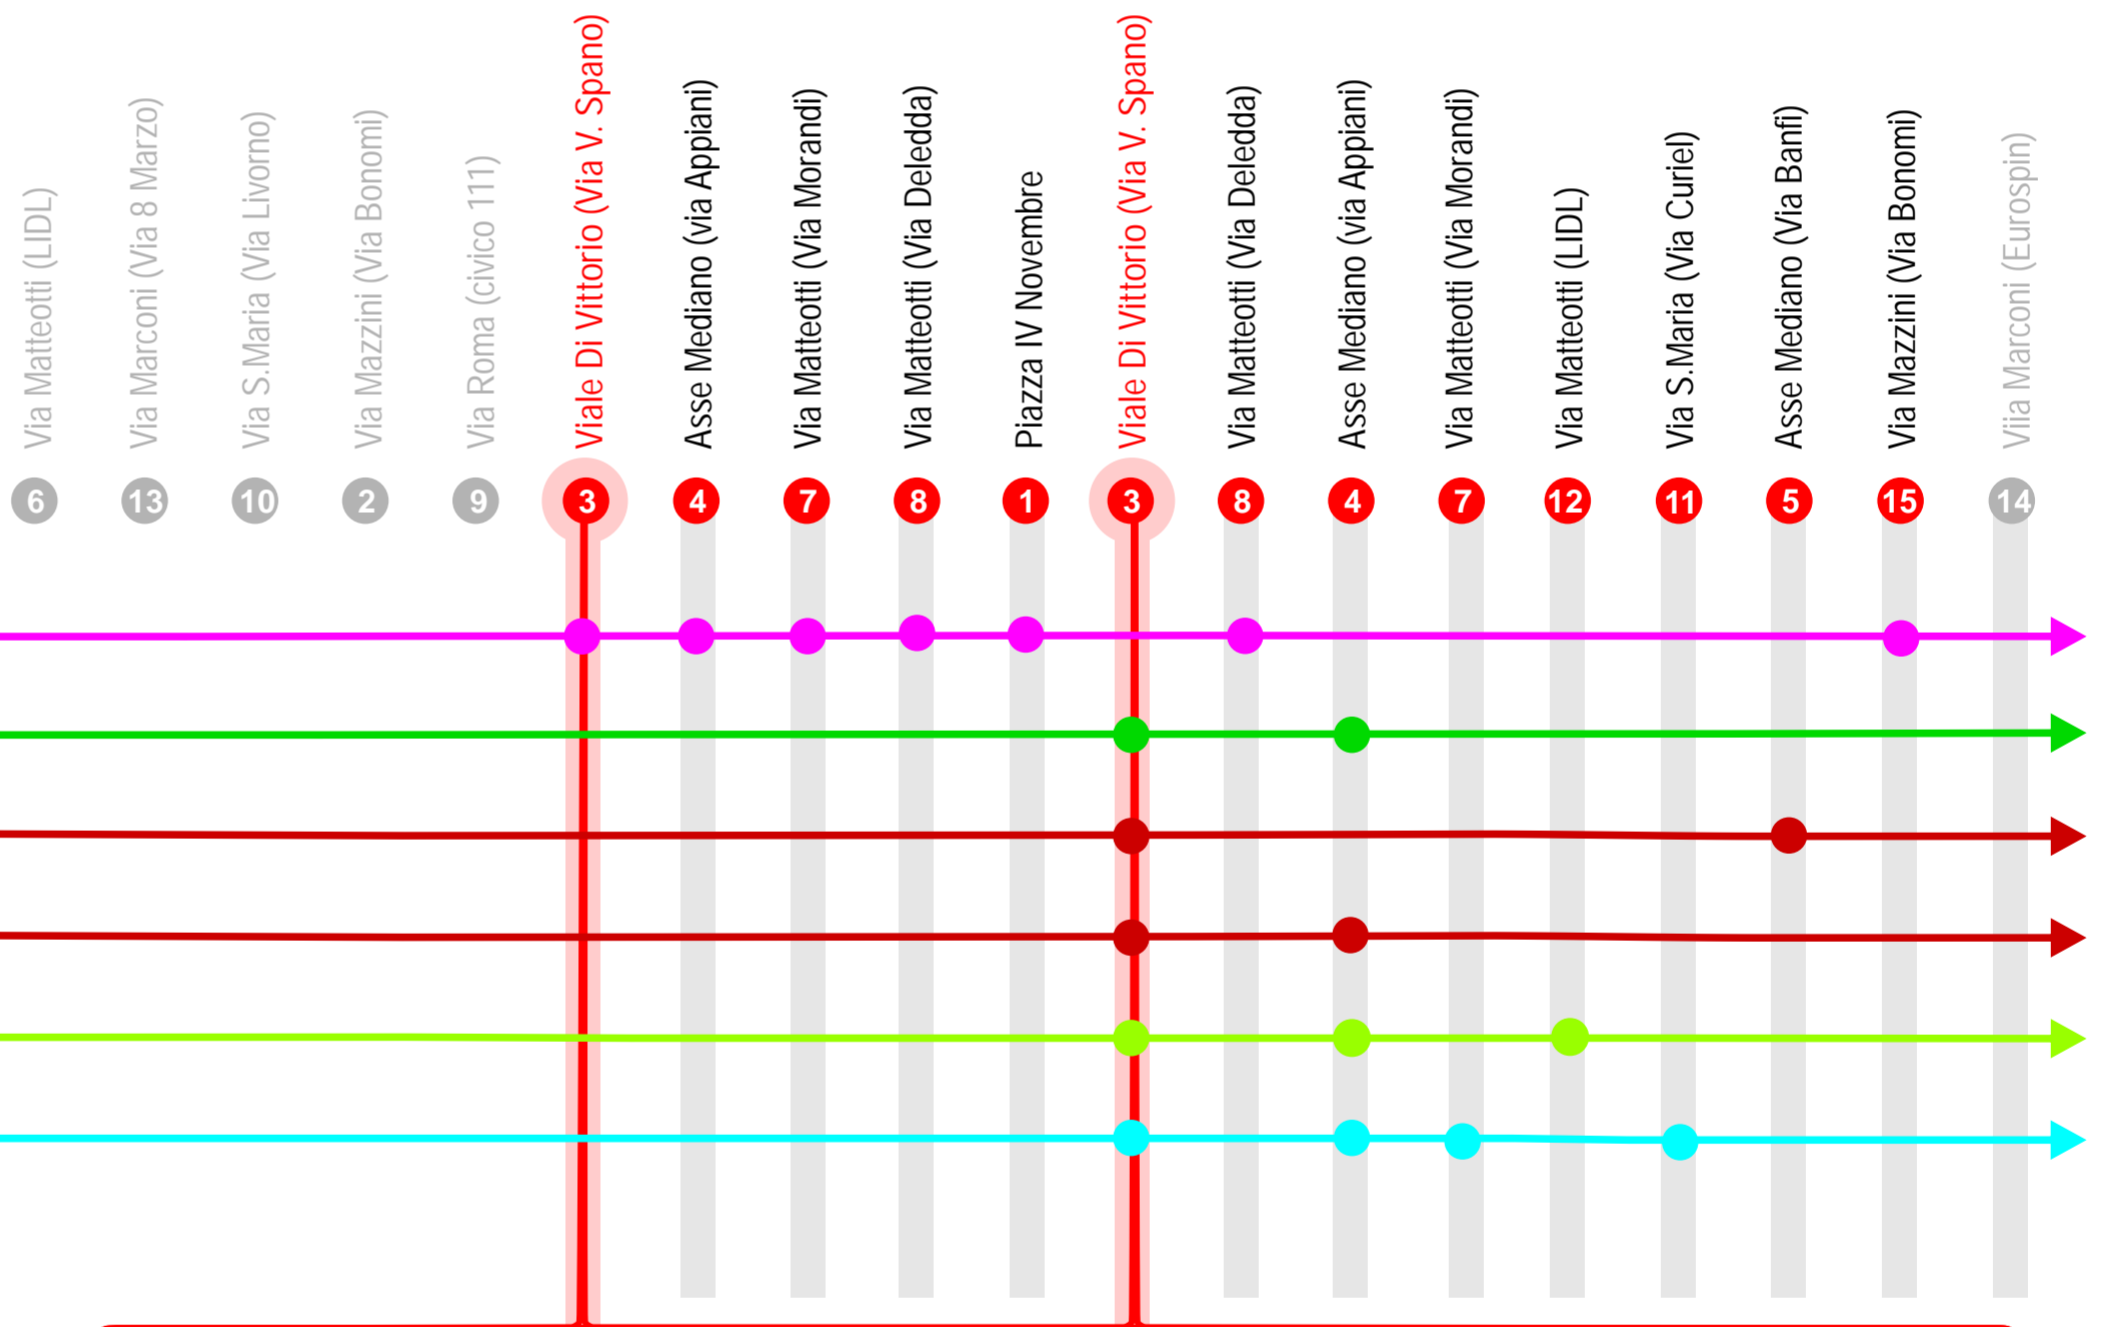 Via Matteotti (LIDL)
Via Marconi (Via 8 Marzo)
Via S.Maria (Via Livorno)
Via Mazzini (Via Bonomi)
Via Roma (civico 111)
Viale Di Vittorio (Via V. Spano)
Asse Mediano (via Appiani)
Via Matteotti (Via Morandi)
Via Matteotti (Via Deledda)
Piazza IV Novembre
Viale Di Vittorio (Via V. Spano)
Via Matteotti (Via Deledda)
Asse Mediano (via Appiani)
Via Matteotti (Via Morandi)
Via Matteotti (LIDL)
Via S.Maria (Via Curiel)
Asse Mediano (Via Banfi)
Via Mazzini (Via Bonomi)
Viia Marconi (Eurospin)
6 13 10 2 9 3 4 7 8 1 3 8 4 7 12 11 5 15 14